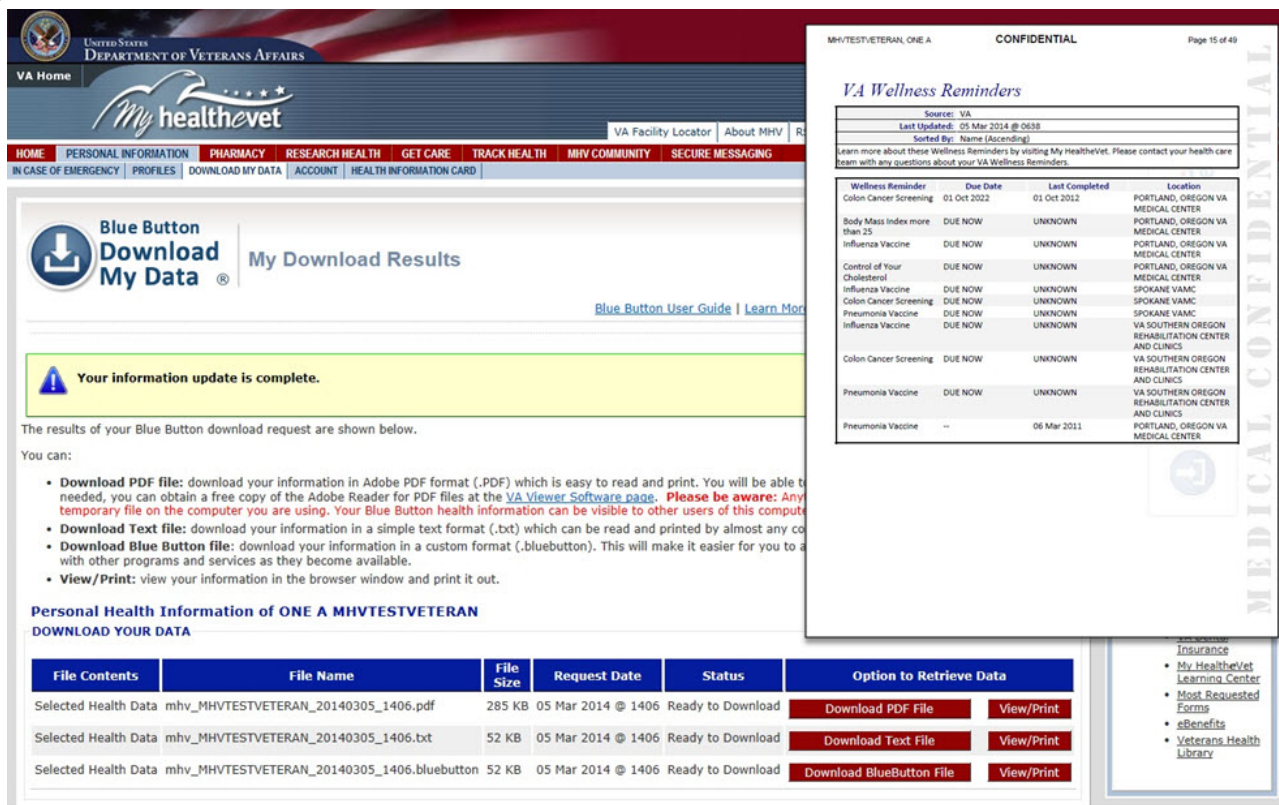 UNITED STATES
DEPARTMENT OF VETERANS AFFAIRS
VA Home
My healthevet
VA Facility Locator | About MHV |
HOME PERSONAL INFORMATION PHARMACY RESEARCH HEALTH GET CARE TRACK HEALTH MHV COMMUNITY SECURE MESSAGING
IN CASE OF EMERGENCY | PROFILES | DOWNLOAD MY DATA | ACCOUNT | HEALTH INFORMATION CARD
Blue Button
Download
My Data ®
My Download Results
Blue Button User Guide | Learn More
Your information update is complete.
The results of your Blue Button download request are shown below.
You can:
• Download PDF file: download your information in Adobe PDF format (.PDF) which is easy to read and print. You will be able
needed, you can obtain a free copy of the Adobe Reader for PDF files at the VA Viewer Software page. Please be aware:
temporary file on the computer you are using. Your Blue Button health information can be visible to other users of this
• Download Text file: download your information in a simple text format (.txt) which can be read and printed by almost any
• Download Blue Button file: download your information in a custom format (.bluebutton). This will make it easier for you to
with other programs and services as they become available.
• View/Print: view your information in the browser window and print it out.
Personal Health Information of ONE A MHVTESTVETERAN
DOWNLOAD YOUR DATA
File Contents File Name File Size Request Date Status Option to Retrieve Data
Selected Health Data mhv_MHVTESTVETERAN_20140305_1406.pdf 285 KB 05 Mar 2014 @ 1406 Ready to Download Download PDF File View/Print
Selected Health Data mhv_MHVTESTVETERAN_20140305_1406.txt 52 KB 05 Mar 2014 @ 1406 Ready to Download Download Text File View/Print
Selected Health Data mhv_MHVTESTVETERAN_20140305_1406.bluebutton 52 KB 05 Mar 2014 @ 1406 Ready to Download Download BlueButton File View/Print
MHVTESTVETERAN, ONE A CONFIDENTIAL Page 15 of 49
VA Wellness Reminders
Source: VA
Last Updated: 05 Mar 2014 @ 0638
Sorted By: Name (Ascending)
Learn more about these Wellness Reminders by visiting My HealtheVet. Please contact your health care
team with any questions about your VA Wellness Reminders.
Wellness Reminder Due Date Last Completed Location
Colon Cancer Screening 01 Oct 2022 01 Oct 2012 PORTLAND, OREGON VA
MEDICAL CENTER
Body Mass Index more DUE NOW UNKNOWN PORTLAND, OREGON VA
than 25 MEDICAL CENTER
Influenza Vaccine DUE NOW UNKNOWN PORTLAND, OREGON VA
MEDICAL CENTER
Control of Your DUE NOW UNKNOWN PORTLAND, OREGON VA
Cholesterol MEDICAL CENTER
Influenza Vaccine DUE NOW UNKNOWN SPOKANE VAMC
Colon Cancer Screening DUE NOW UNKNOWN SPOKANE VAMC
Pneumonia Vaccine DUE NOW UNKNOWN SPOKANE VAMC
Influenza Vaccine DUE NOW UNKNOWN VA SOUTHERN OREGON
REHABILITATION CENTER
AND CLINICS
Colon Cancer Screening DUE NOW UNKNOWN VA SOUTHERN OREGON
REHABILITATION CENTER
AND CLINICS
Pneumonia Vaccine DUE NOW UNKNOWN VA SOUTHERN OREGON
REHABILITATION CENTER
AND CLINICS
Pneumonia Vaccine -- 06 Mar 2011 PORTLAND, OREGON VA
MEDICAL CENTER
MEDICAL CONFIDENTIAL
Insurance
• My HealtheVet
Learning Center
• Most Requested
Forms
• eBenefits
• Veterans Health
Library